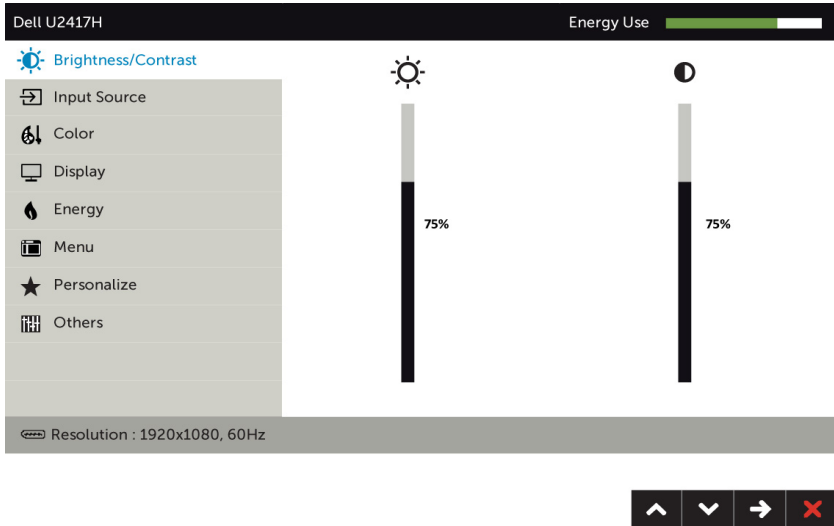 Dell U2417H
Energy Use
Brightness/Contrast
Input Source
Color
Display
Energy
Menu
Personalize
Others
75%
75%
Resolution : 1920x1080, 60Hz